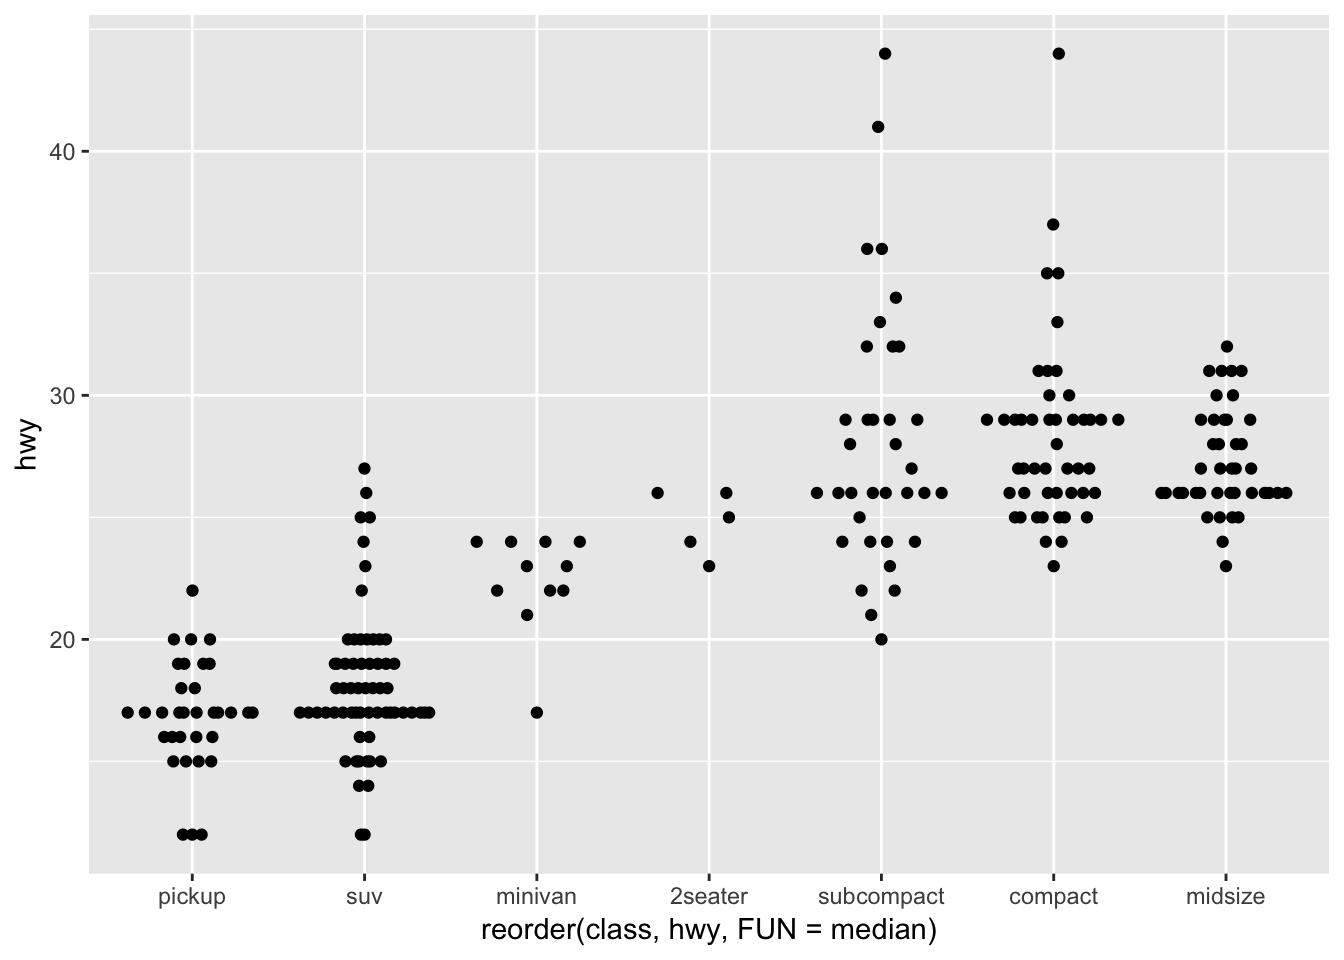 40
30
20
hwy
pickup suv minivan 2seater subcompact compact midsize
reorder(class, hwy, FUN = median)